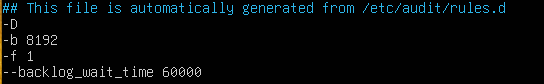 ## This file is automatically generated from /etc/audit/rules.d
-D
-b 8192
-f 1
--backlog_wait_time 60000